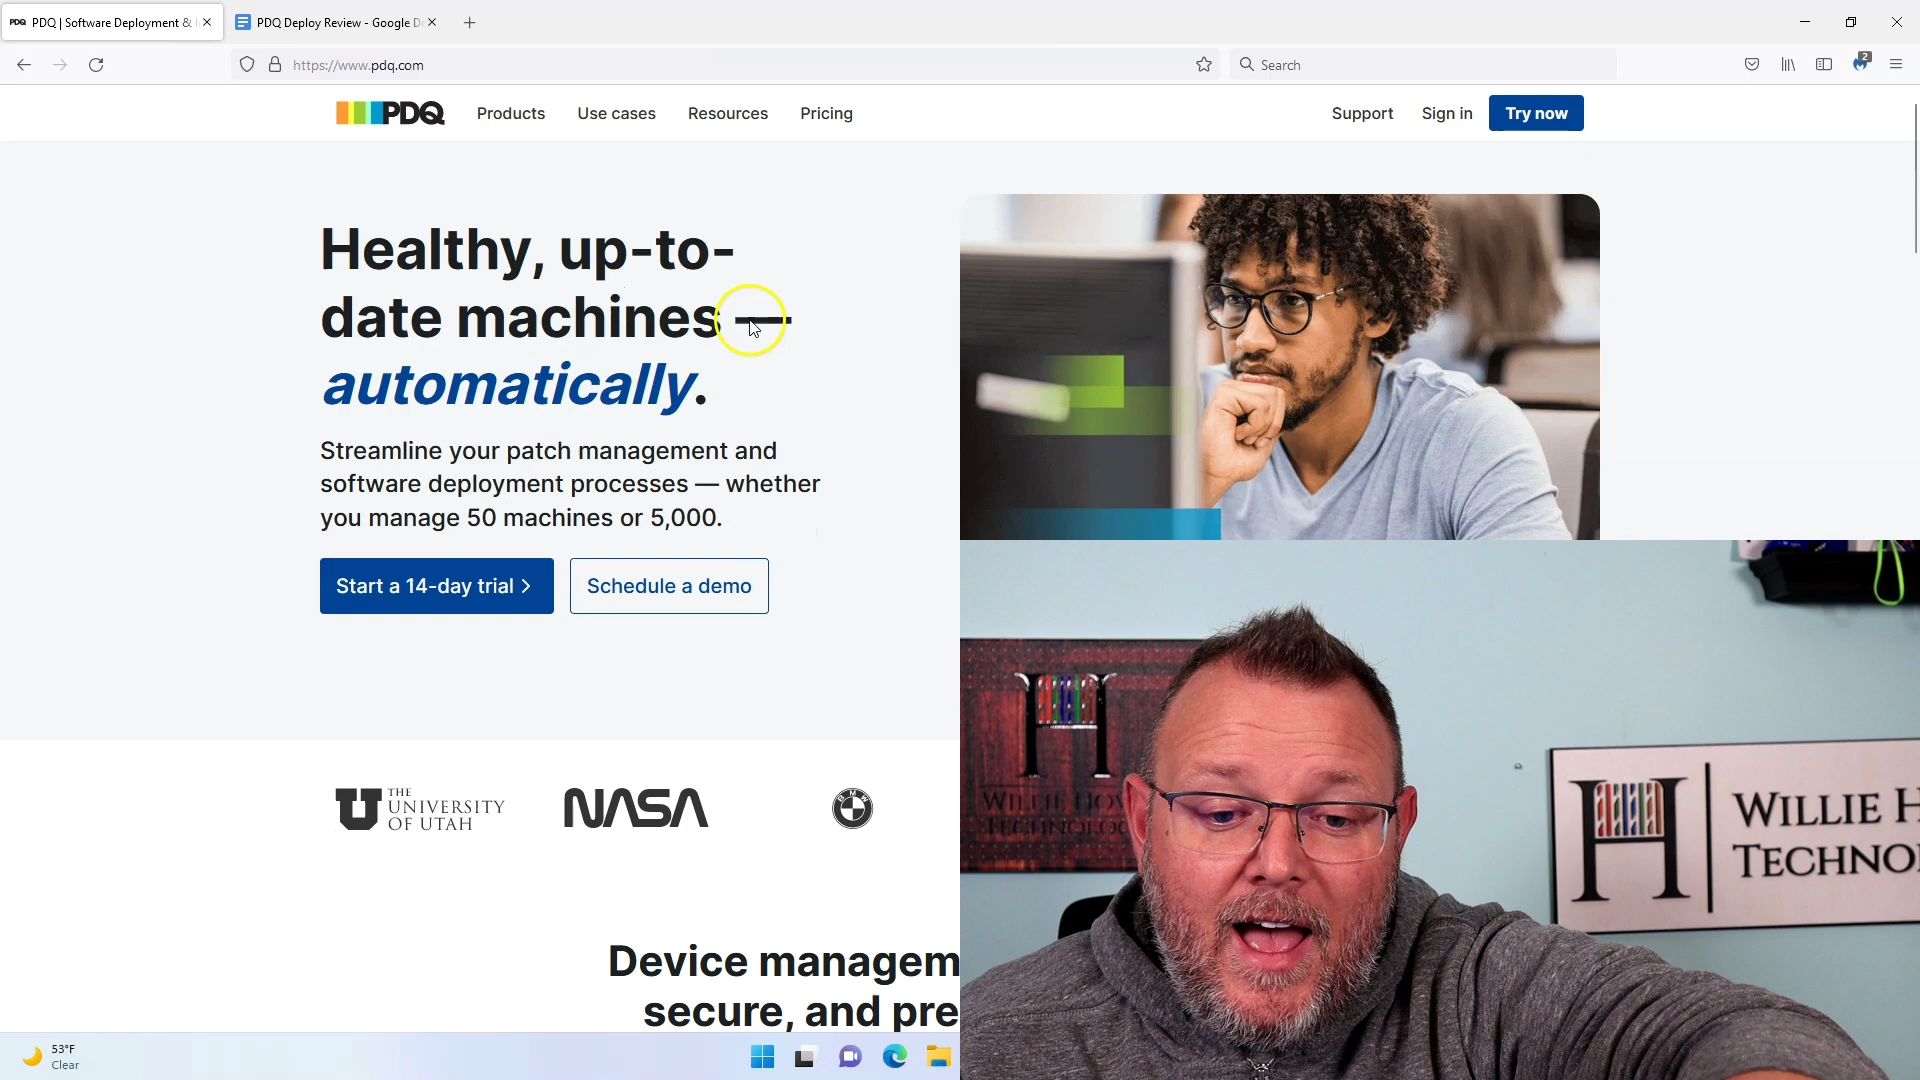 PDQ PDQ | Software Deployment &
PDQ Deploy Review - Google D
https://www.pdq.com
Search
2
PDQ
Products
Use cases
Resources
Pricing
Support
Sign in
Try now
Healthy, up-to-
date machines —
automatically.
Streamline your patch management and
software deployment processes — whether
you manage 50 machines or 5,000.
Start a 14-day trial >
Schedule a demo
U THE
UNIVERSITY
OF UTAH
NASA
BMW
Device managem
secure, and pre
H
WILLIE H
TECHNO
53°F
Clear